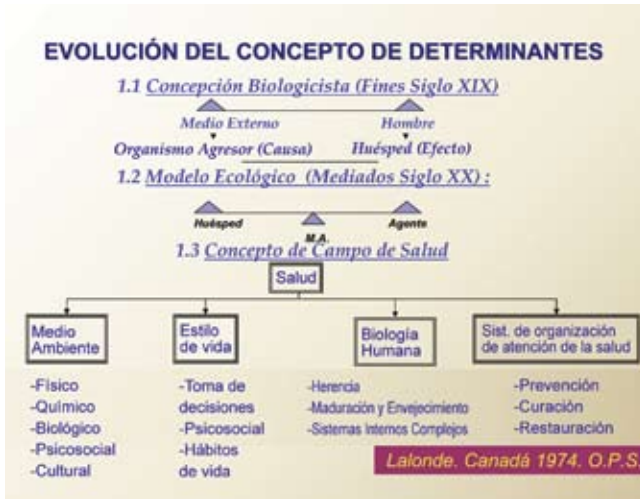 EVOLUCIÓN DEL CONCEPTO DE DETERMINANTES
1.1 Concepción Biologicista (Fines Siglo XIX)
Medio Externo
Hombre
Organismo Agresor (Causa)
Huésped (Efecto)
1.2 Modelo Ecológico (Mediados Siglo XX) :
Huésped
M.A.
Agente
1.3 Concepto de Campo de Salud
Salud
Medio
Ambiente
-Físico
-Químico
-Biológico
-Psicosocial
-Cultural
Estilo
de vida
-Toma de
decisiones
-Psicosocial
-Hábitos
de vida
Biología
Humana
-Herencia
-Maduración y Envejecimiento
-Sistemas Internos Complejos
Sist. de organización
de atención de la salud
-Prevención
-Curación
-Restauración
Lalonde. Canadá 1974. O.P.S.